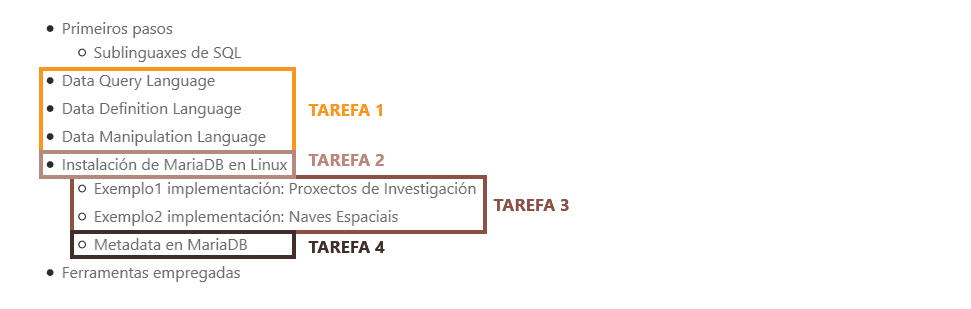 Primeiros pasos
Sublinguaxes de SQL
Data Query Language
Data Definition Language
TAREFA 1
Data Manipulation Language
Instalación de MariaDB en Linux
TAREFA 2
Exemplo1 implementación: Proxectos de Investigación
Exemplo2 implementación: Naves Espaciais
TAREFA 3
Metadata en MariaDB
TAREFA 4
Ferramentas empregadas